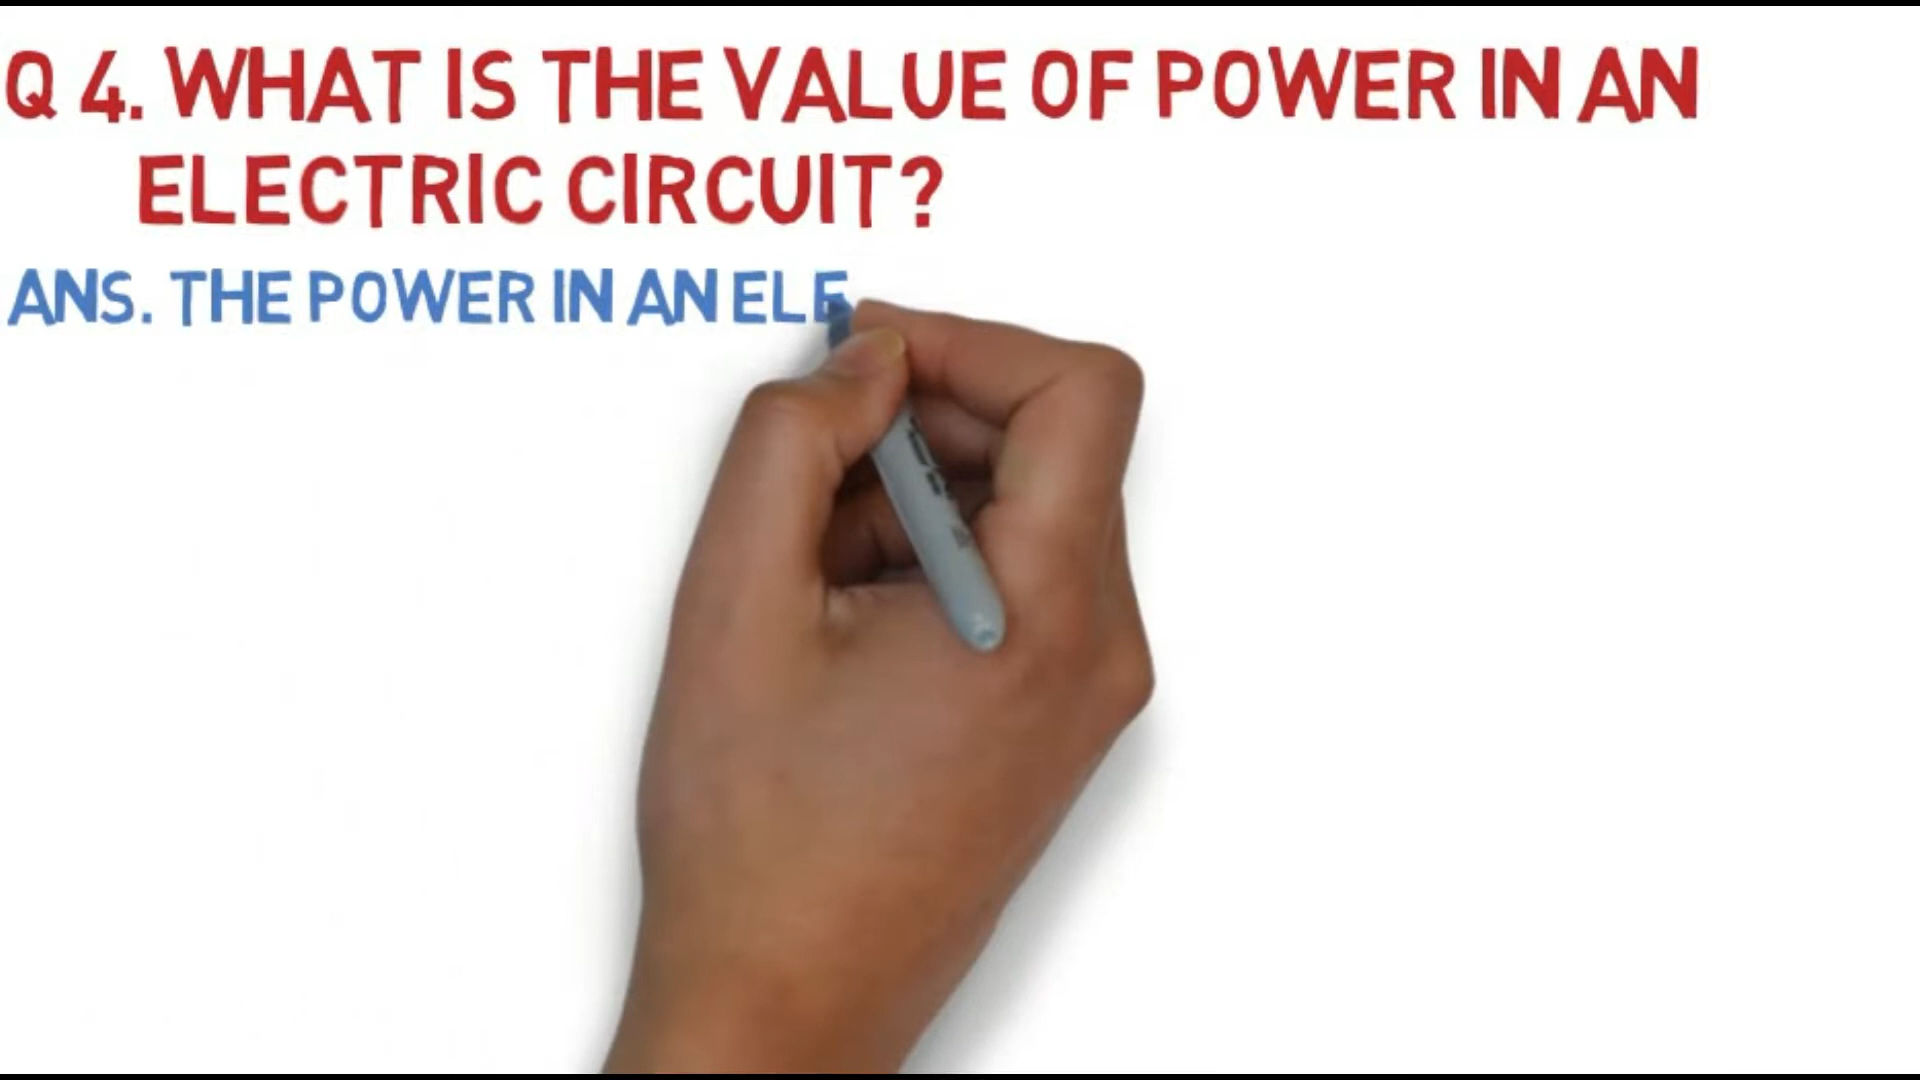 Q 4. WHAT IS THE VALUE OF POWER IN AN
ELECTRIC CIRCUIT?
ANS. THE POWER IN AN ELE